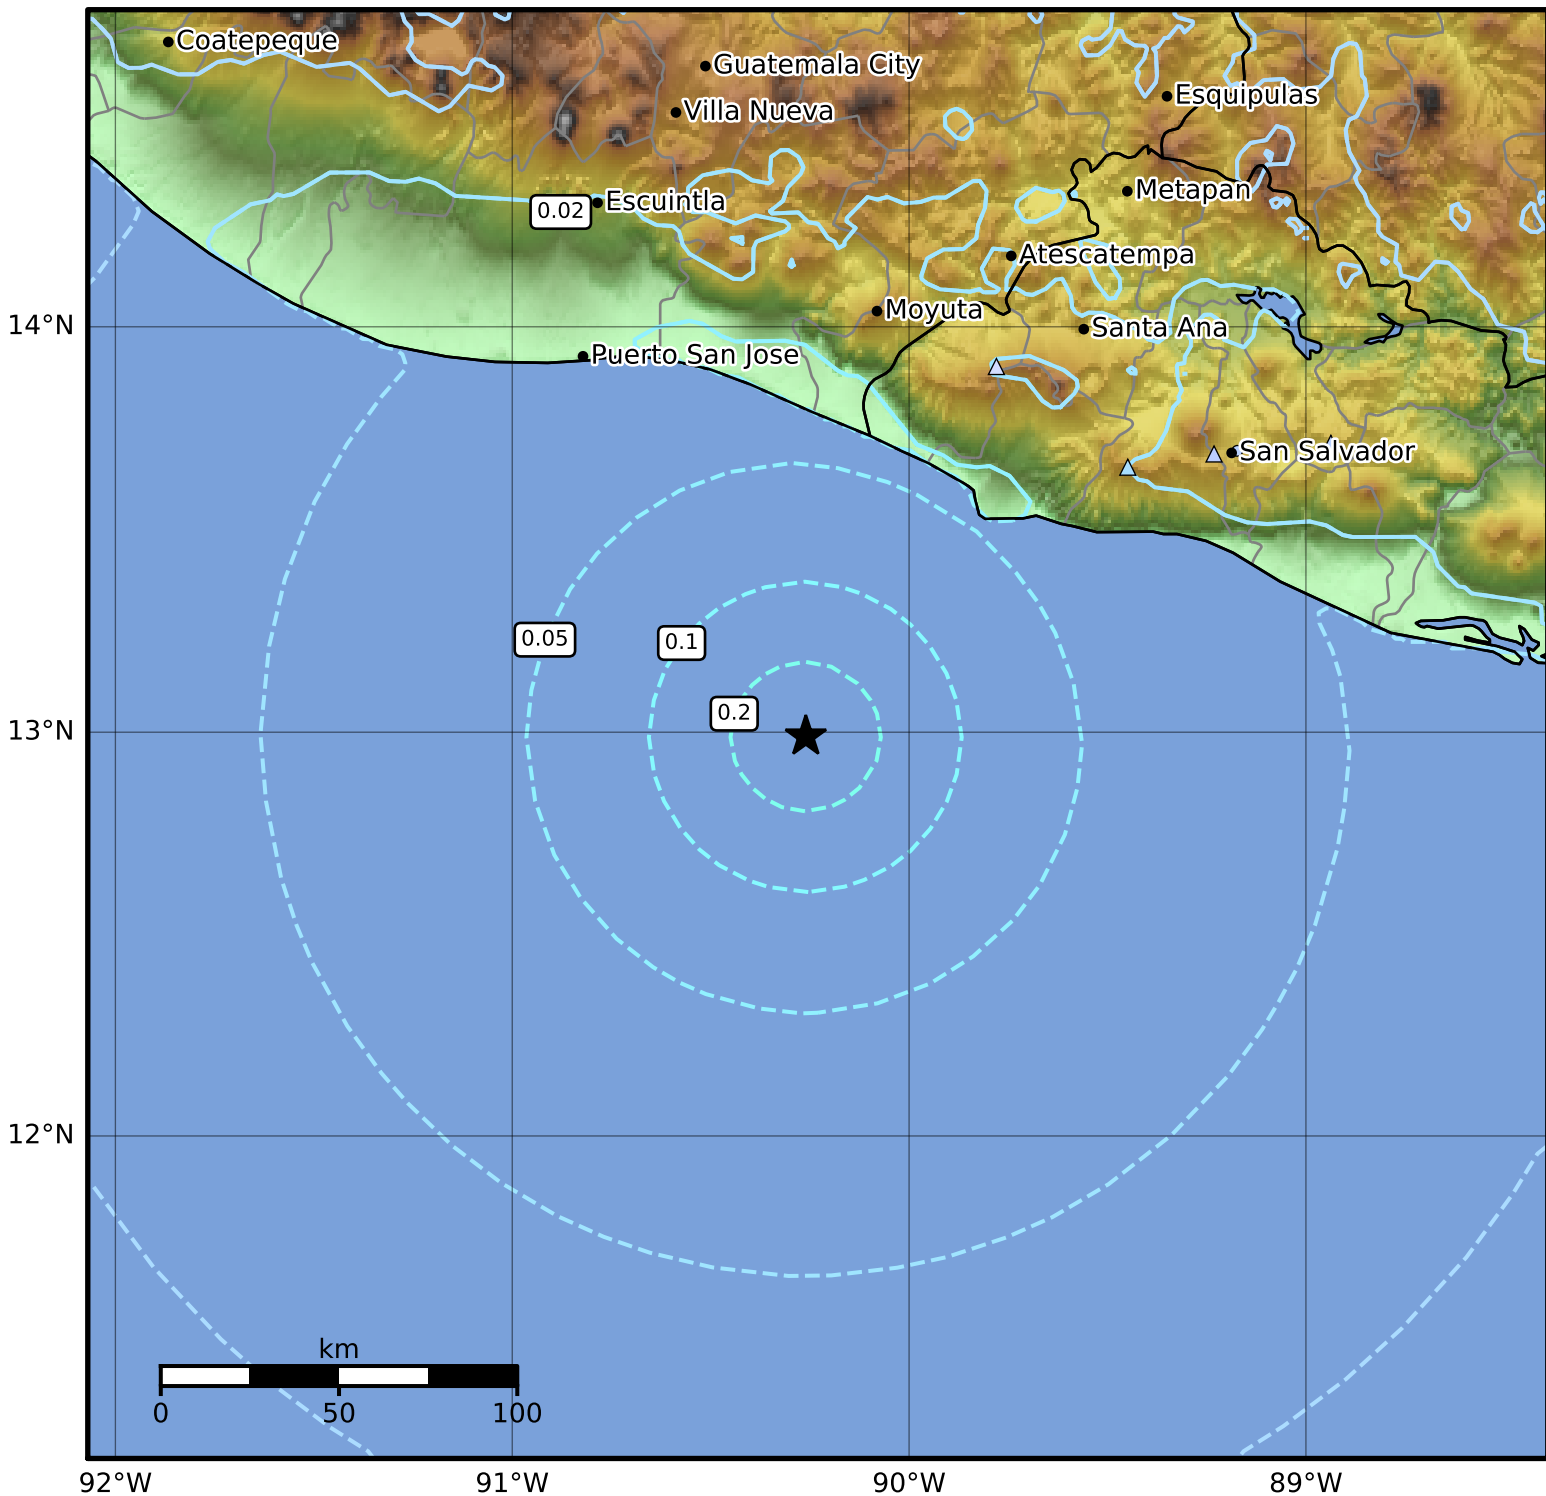 Coatepeque
Guatemala City
Esquipulas
Villa Nueva
Metapan
Escuintla
0.02
Atescatempa
Moyuta
14°N
Santa Ana
Puerto San Jose
San Salvador
0.05
0.1
0.2
13°N
12°N
km
0 50 100
92°W 91°W 90°W 89°W